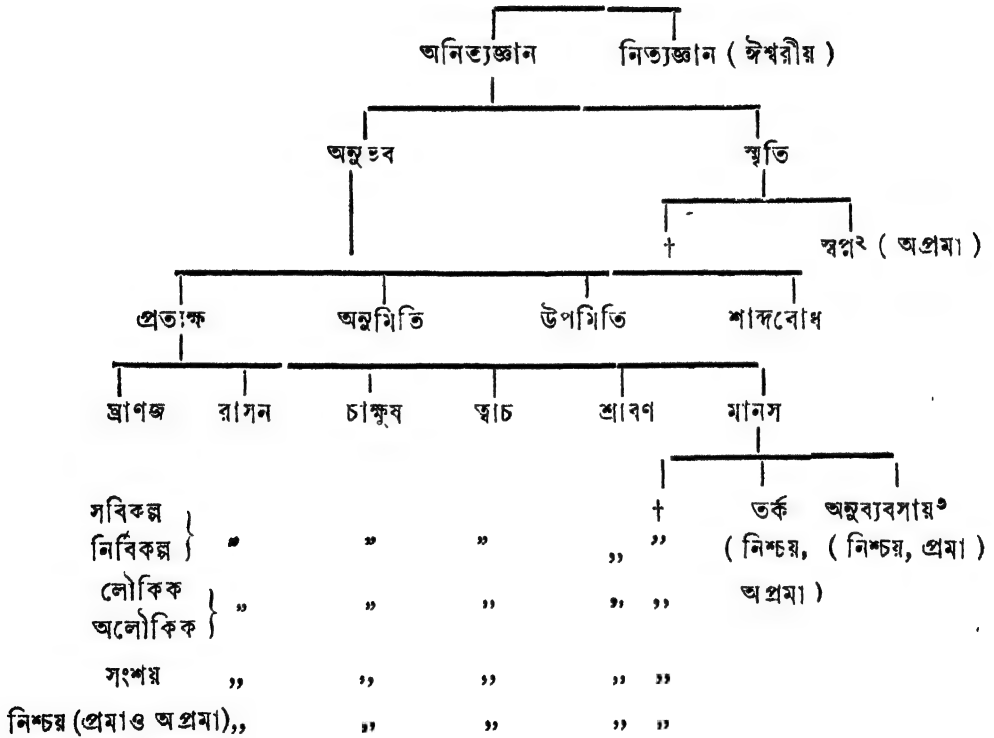 অনিত্যজ্ঞান নিত্যজ্ঞান ( ঈশ্বরীয় )
অনুভব স্মৃতি
† স্বপ্ন২ ( অপ্রমা )
প্রত্যক্ষ অনুমিতি উপমিতি শাব্দবোধ
ঘ্রাণজ রাসন চাক্ষুষ ত্বাচ শ্রাবণ মানস
সবিকল্প † তর্ক অনুব্যবসায়৩
নির্বিকল্প } „ „ „ „ „ ( নিশ্চয়, ( নিশ্চয়, প্রমা )
লৌকিক অপ্রমা )
অলৌকিক } „ „ „ „ „
সংশয় „ „ „ „ „
নিশ্চয় (প্রমা ও অপ্রমা) „ „ „ „ „